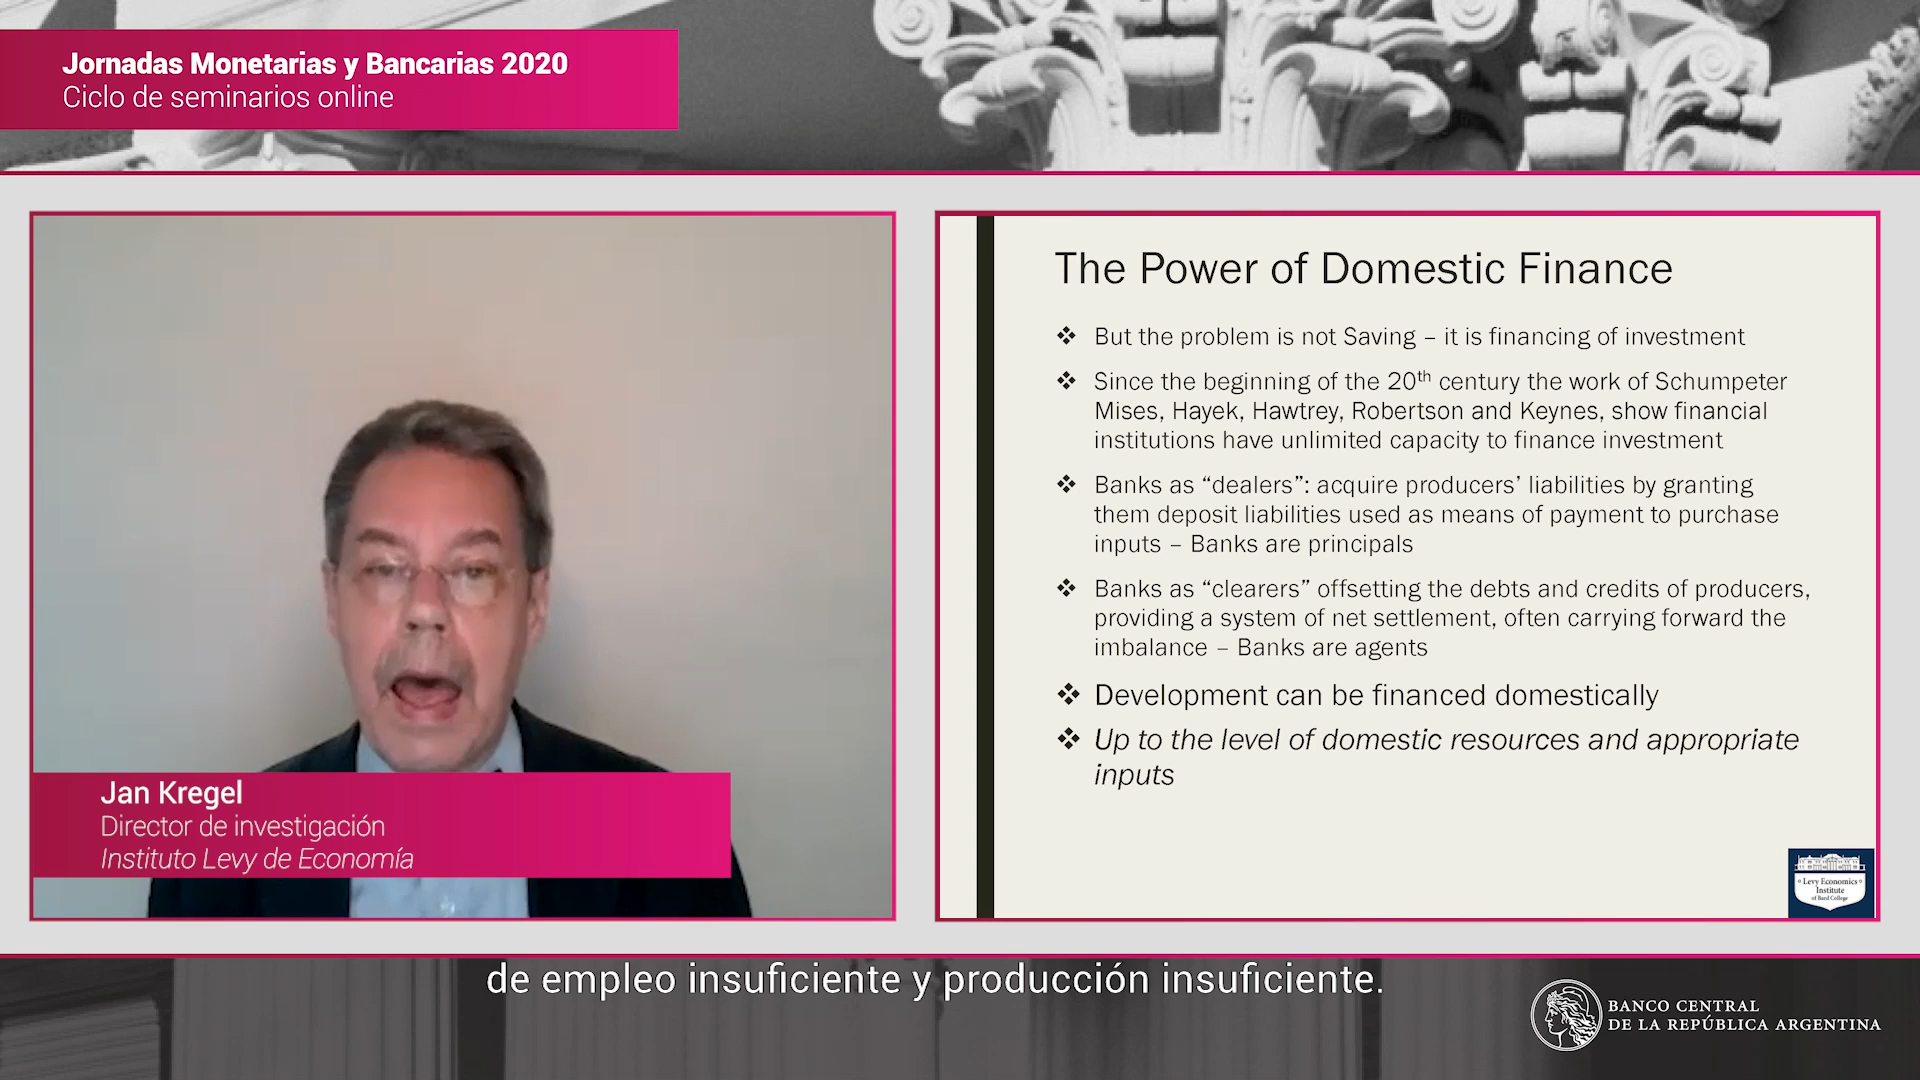 Jornadas Monetarias y Bancarias 2020
Ciclo de seminarios online
Jan Kregel
Director de investigación
Instituto Levy de Economía
The Power of Domestic Finance
❖ But the problem is not Saving – it is financing of investment
❖ Since the beginning of the 20th century the work of Schumpeter
Mises, Hayek, Hawtrey, Robertson and Keynes, show financial
institutions have unlimited capacity to finance investment
❖ Banks as “dealers”: acquire producers’ liabilities by granting
them deposit liabilities used as means of payment to purchase
inputs – Banks are principals
❖ Banks as “clearers” offsetting the debts and credits of producers,
providing a system of net settlement, often carrying forward the
imbalance – Banks are agents
❖ Development can be financed domestically
❖ Up to the level of domestic resources and appropriate
inputs
Levy Economics
Institute
of Bard College
de empleo insuficiente y producción insuficiente.
BANCO CENTRAL
DE LA REPÚBLICA ARGENTINA